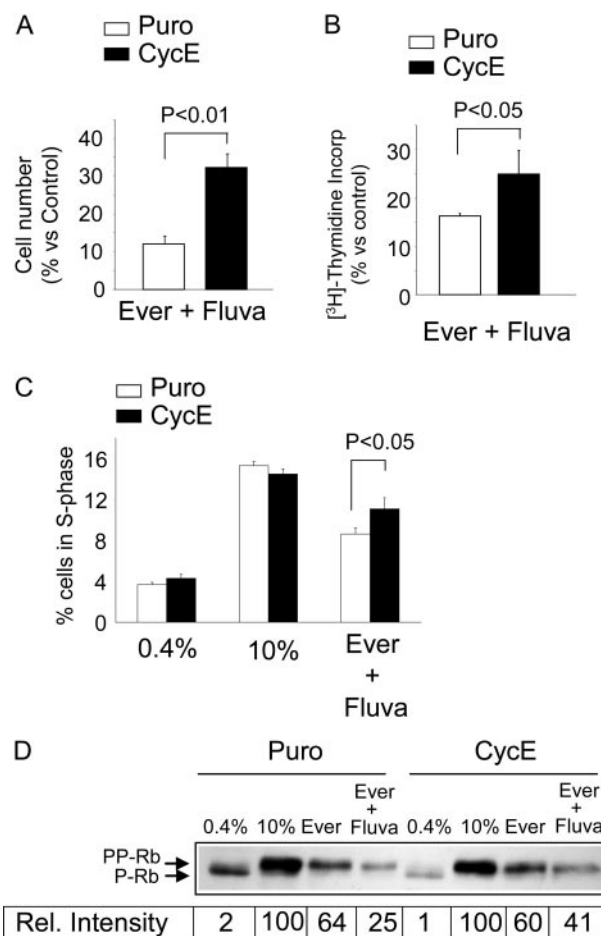 A
Puro
CycE
P<0.01
Cell number
(% vs Control)
40
30
20
10
0
Ever + Fluva
B
Puro
CycE
P<0.05
[³H]-Thymidine Incorp
(% vs control)
30
20
10
0
Ever + Fluva
C
Puro
CycE
P<0.05
% cells in S-phase
16
12
8
4
0
0.4%
10%
Ever
+
Fluva
D
Puro CycE
0.4% 10% Ever Ever + Fluva 0.4% 10% Ever Ever + Fluva
PP-Rb
P-Rb
Rel. Intensity 2 100 64 25 1 100 60 41